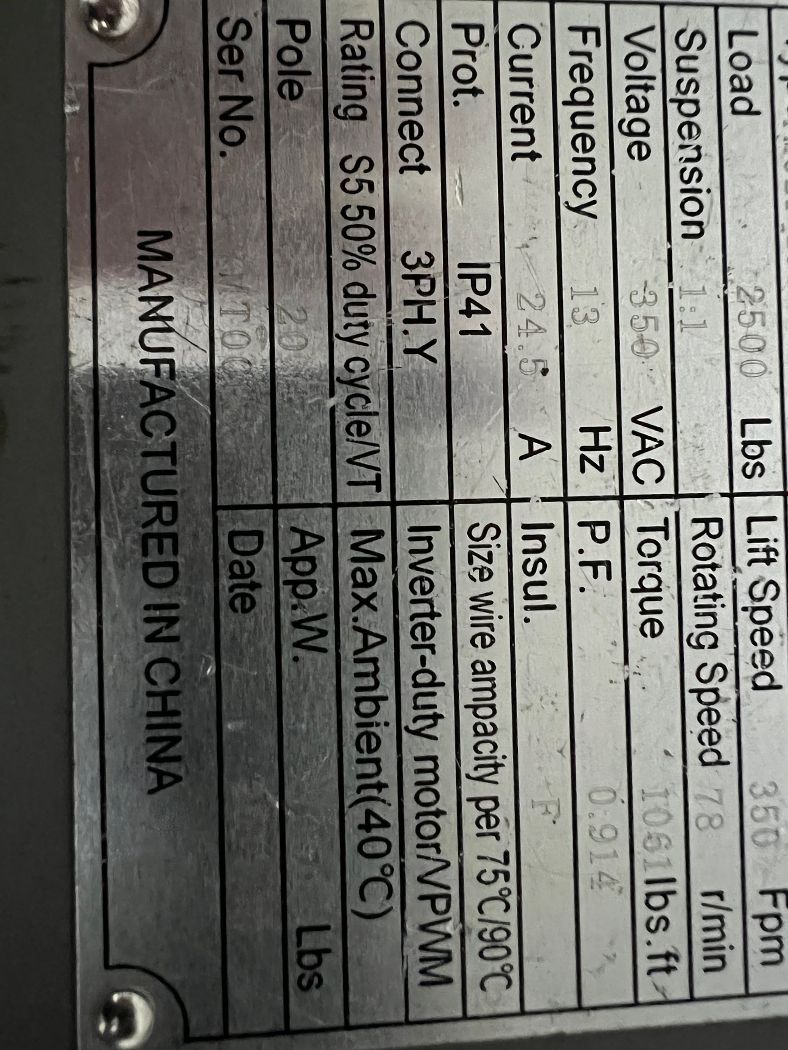 Load 2500 Lbs Lift Speed 350 Fpm
Suspension 1:1 Rotating Speed 78 r/min
Voltage 350 VAC Torque 1061 lbs.ft
Frequency 13 Hz P.F. 0.914
Current 24.5 A Insul. F
Prot. IP41 Size wire ampacity per 75℃/90℃
Connect 3PH.Y Inverter-duty motor/VPWM
Rating S5 50% duty cycle/VT Max.Ambient(40℃)
Pole 20 App.W. Lbs
Ser No. Date
MANUFACTURED IN CHINA